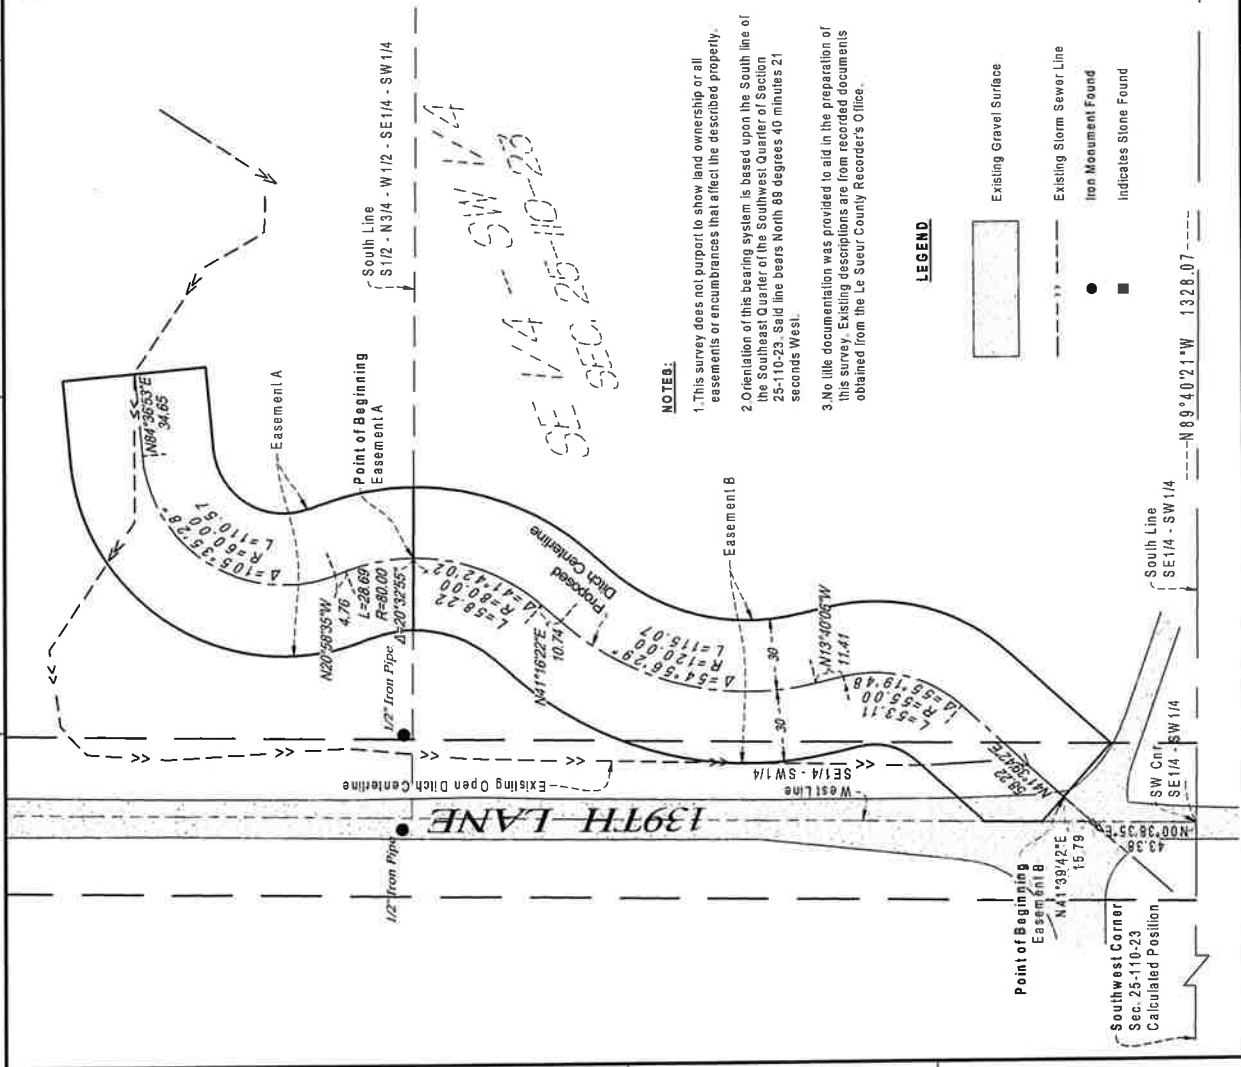 South Line
S1/2 - N3/4 - W1/2 - SE1/4 - SW1/4
SE 1/4 - SW 1/4
SEC. 25-110-23
N84°36'53"E
34.65
Easement A
Point of Beginning
Easement A
Δ=105°35'28"
R=60.00
L=110.57
N20°58'35"W
4.76
L=28.69
R=80.00
Δ=20°32'55"
L=58.22
R=80.00
Δ=41°42'02"
N41°16'22"E
10.74
Proposed
Ditch Centerline
Δ=54°56'29"
R=120.00
L=115.07
Easement B
30
30
N13°40'06"W
11.41
L=53.11
R=55.00
Δ=55°19'48"
58.22
N41°39'42"E
1/2" Iron Pipe
1/2" Iron Pipe
Existing Open Ditch Centerline
139TH LANE
West Line
SE1/4 - SW1/4
Point of Beginning
Easement B
N41°39'42"E
15.79
43.38
N00°38'35"E
SW Cnr.
SE1/4 - SW1/4
South Line
SE1/4 - SW1/4
N89°40'21"W 1328.07
Southwest Corner
Sec. 25-110-23
Calculated Position
NOTES:
1. This survey does not purport to show land ownership or all
easements or encumbrances that affect the described property.
2. Orientation of this bearing system is based upon the South line of
the Southeast Quarter of the Southwest Quarter of Section
25-110-23. Said line bears North 89 degrees 40 minutes 21
seconds West.
3. No title documentation was provided to aid in the preparation of
this survey. Existing descriptions are from recorded documents
obtained from the Le Sueur County Recorder's Office.
LEGEND
Existing Gravel Surface
Existing Storm Sewer Line
Iron Monument Found
Indicates Stone Found